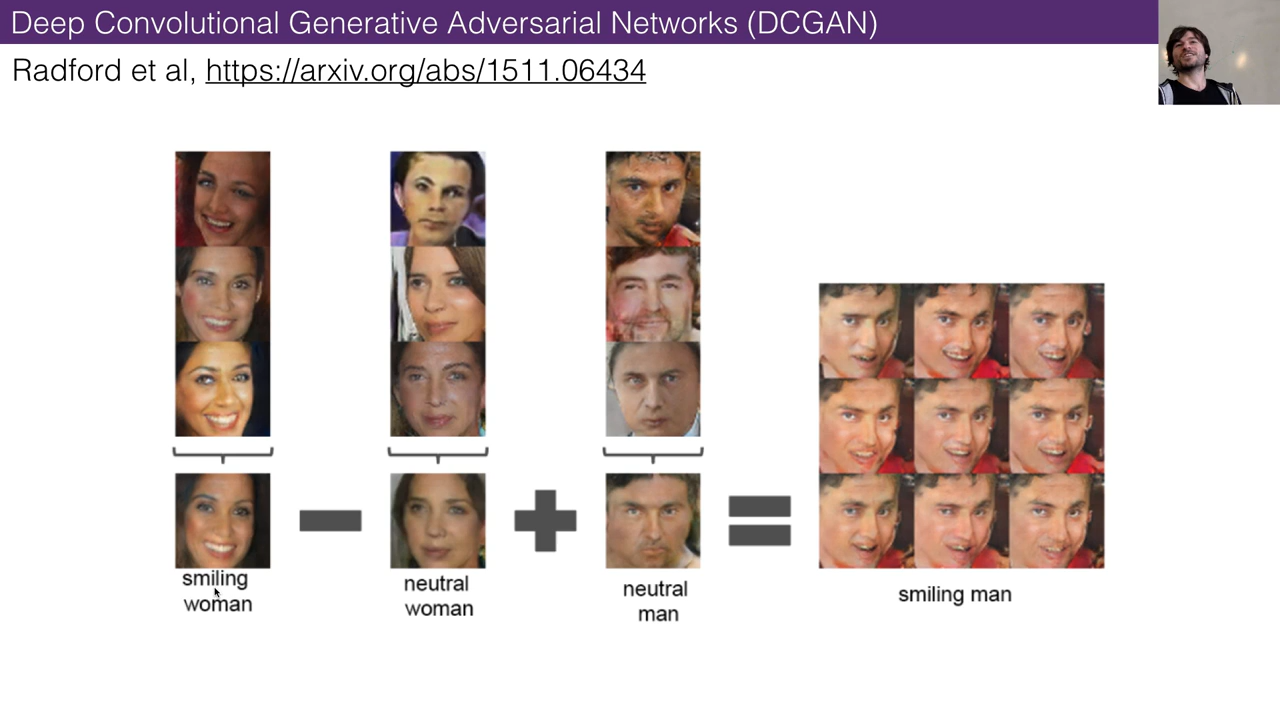 Deep Convolutional Generative Adversarial Networks (DCGAN)
Radford et al, https://arxiv.org/abs/1511.06434
smiling
woman
neutral
woman
neutral
man
smiling man